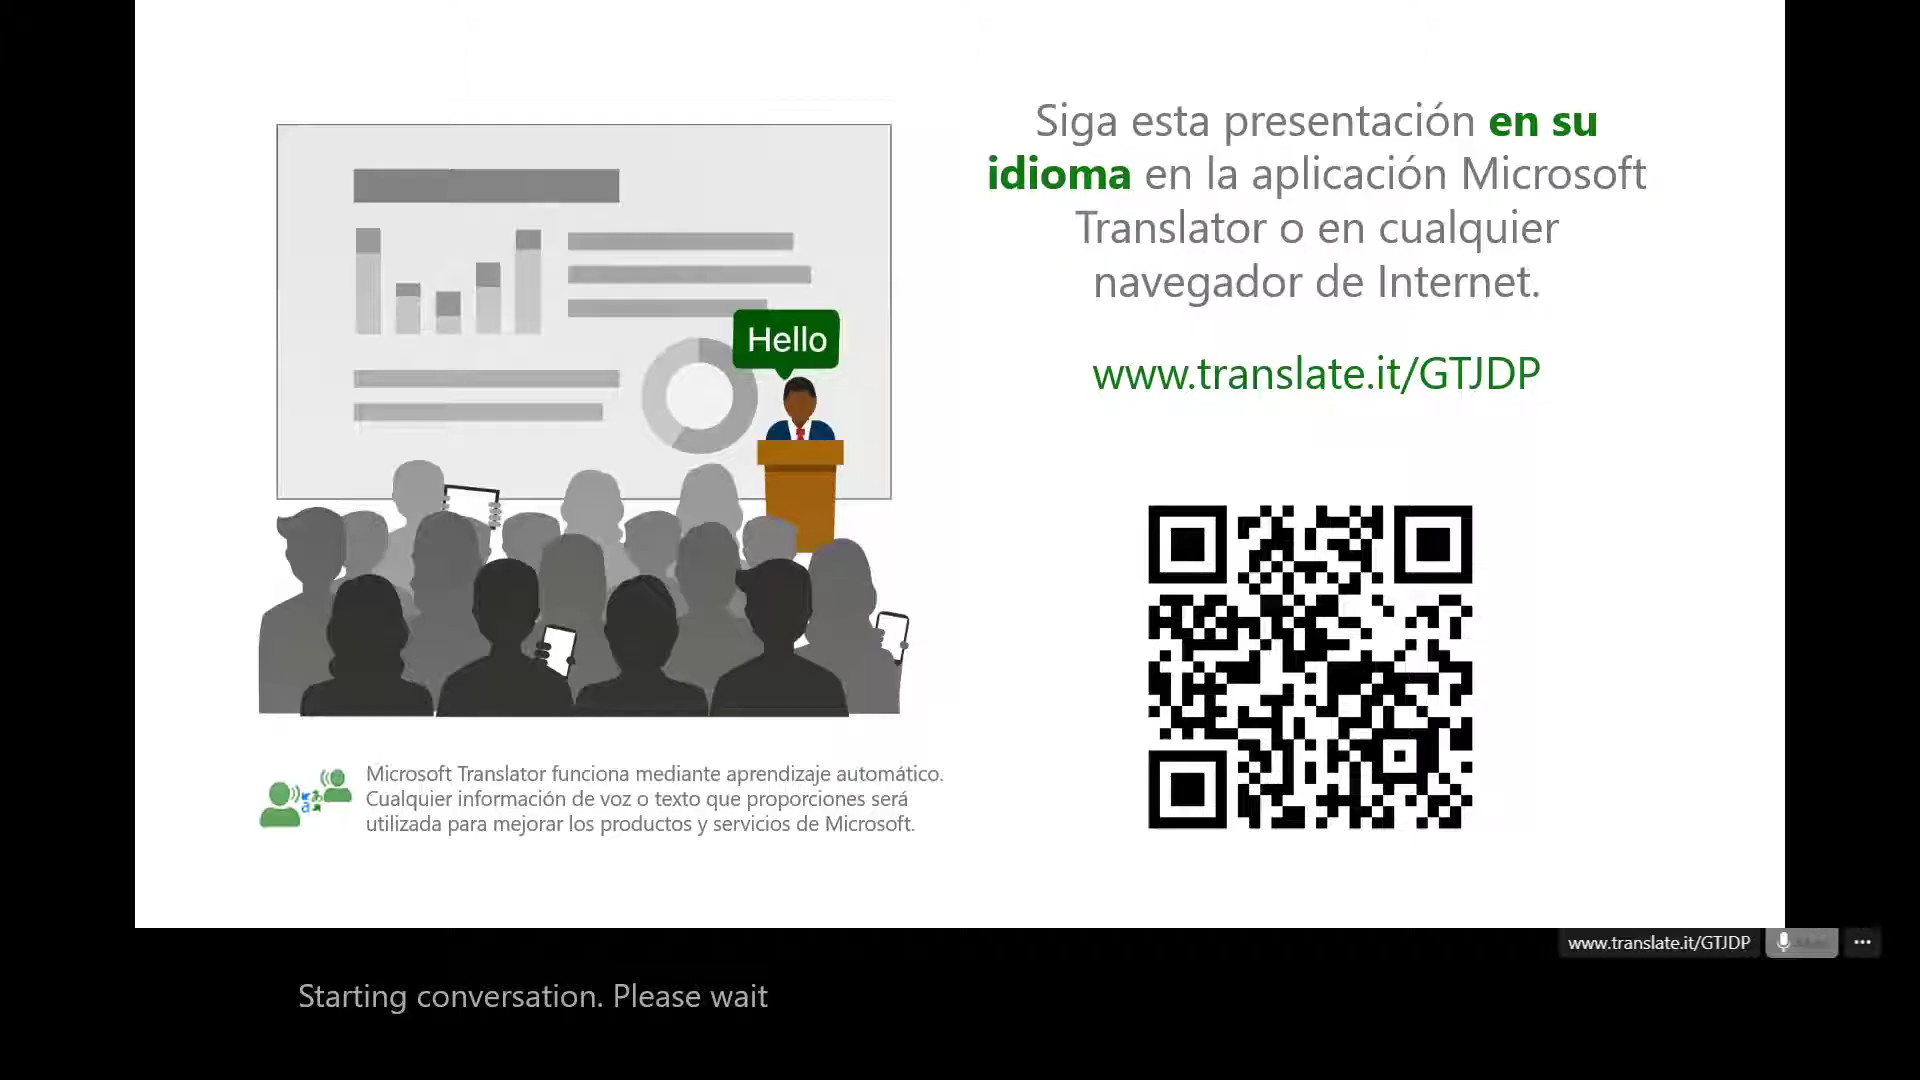 Siga esta presentación en su
idioma en la aplicación Microsoft
Translator o en cualquier
navegador de Internet.
www.translate.it/GTJDP
Hello
Microsoft Translator funciona mediante aprendizaje automático.
Cualquier información de voz o texto que proporciones será
utilizada para mejorar los productos y servicios de Microsoft.
www.translate.it/GTJDP
Starting conversation. Please wait